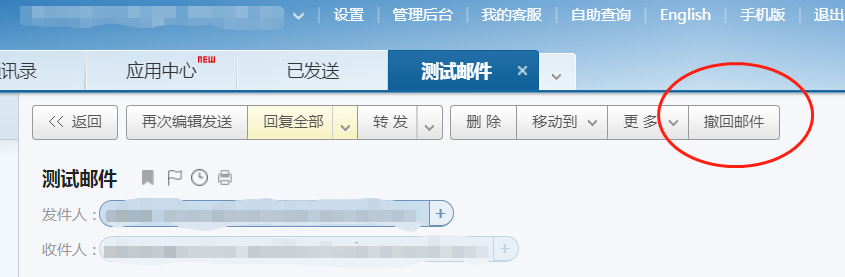 设置 管理后台 我的客服 自助查询 English 手机版 退出
讯录 应用中心 NEW 已发送 测试邮件 ×
<< 返回 再次编辑发送 回复全部 转 发 删 除 移动到 更 多 撤回邮件
测试邮件
发件人： +
收件人： +